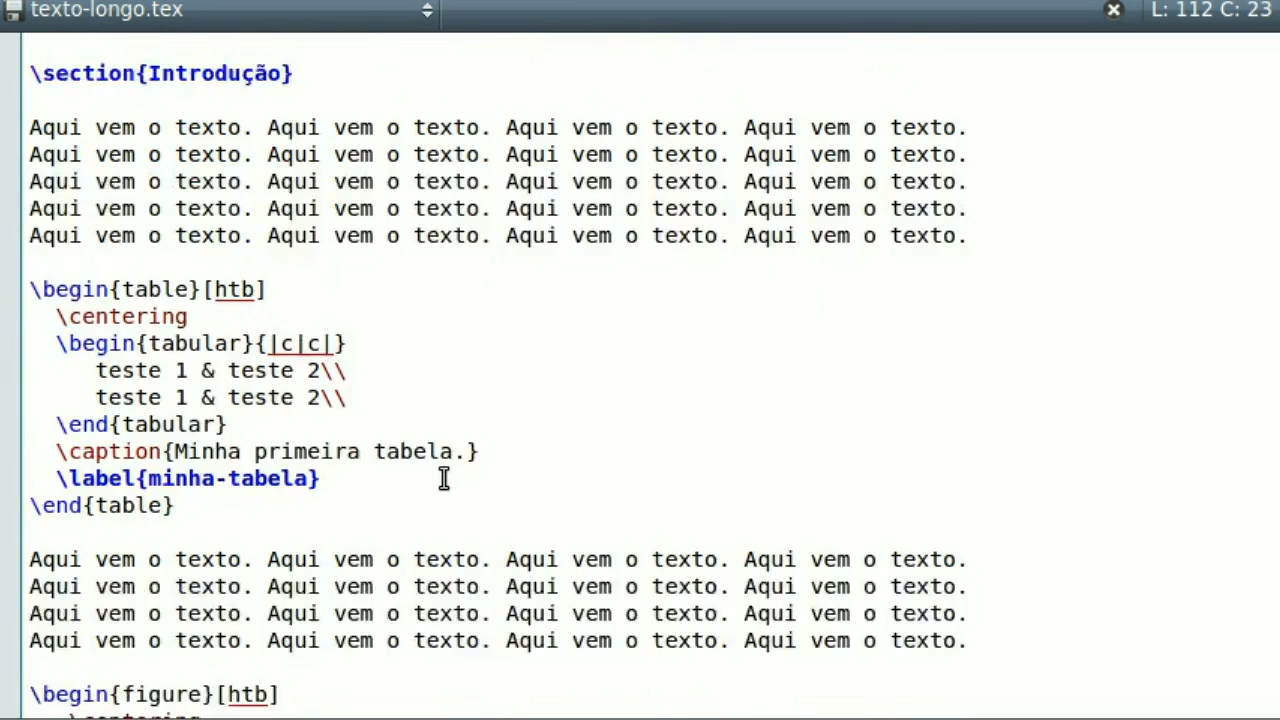 texto-longo.tex
L: 112 C: 23
\section{Introdução}
Aqui vem o texto. Aqui vem o texto. Aqui vem o texto. Aqui vem o texto.
Aqui vem o texto. Aqui vem o texto. Aqui vem o texto. Aqui vem o texto.
Aqui vem o texto. Aqui vem o texto. Aqui vem o texto. Aqui vem o texto.
Aqui vem o texto. Aqui vem o texto. Aqui vem o texto. Aqui vem o texto.
Aqui vem o texto. Aqui vem o texto. Aqui vem o texto. Aqui vem o texto.
\begin{table}[htb]
\centering
\begin{tabular}{|c|c|}
teste 1 & teste 2\\
teste 1 & teste 2\\
\end{tabular}
\caption{Minha primeira tabela.}
\label{minha-tabela}
\end{table}
Aqui vem o texto. Aqui vem o texto. Aqui vem o texto. Aqui vem o texto.
Aqui vem o texto. Aqui vem o texto. Aqui vem o texto. Aqui vem o texto.
Aqui vem o texto. Aqui vem o texto. Aqui vem o texto. Aqui vem o texto.
Aqui vem o texto. Aqui vem o texto. Aqui vem o texto. Aqui vem o texto.
\begin{figure}[htb]